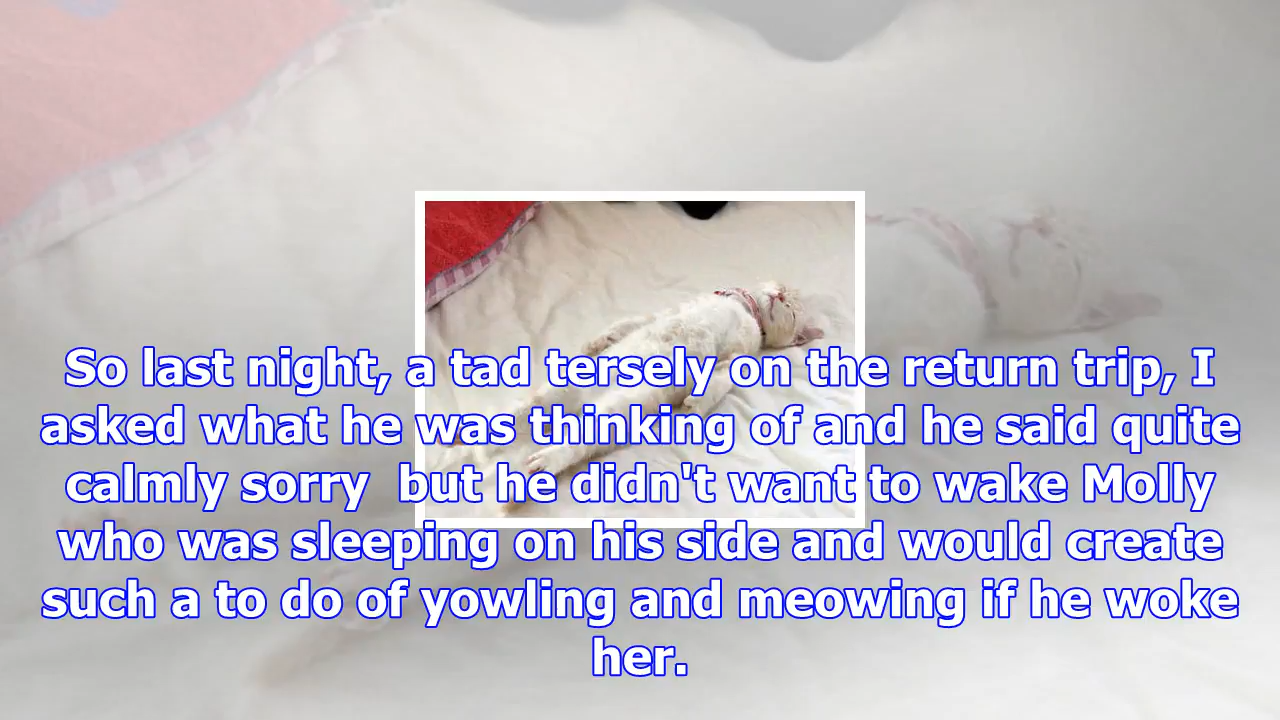 So last night, a tad tersely on the return trip, I
asked what he was thinking of and he said quite
calmly sorry  but he didn't want to wake Molly
who was sleeping on his side and would create
such a to do of yowling and meowing if he woke
her.